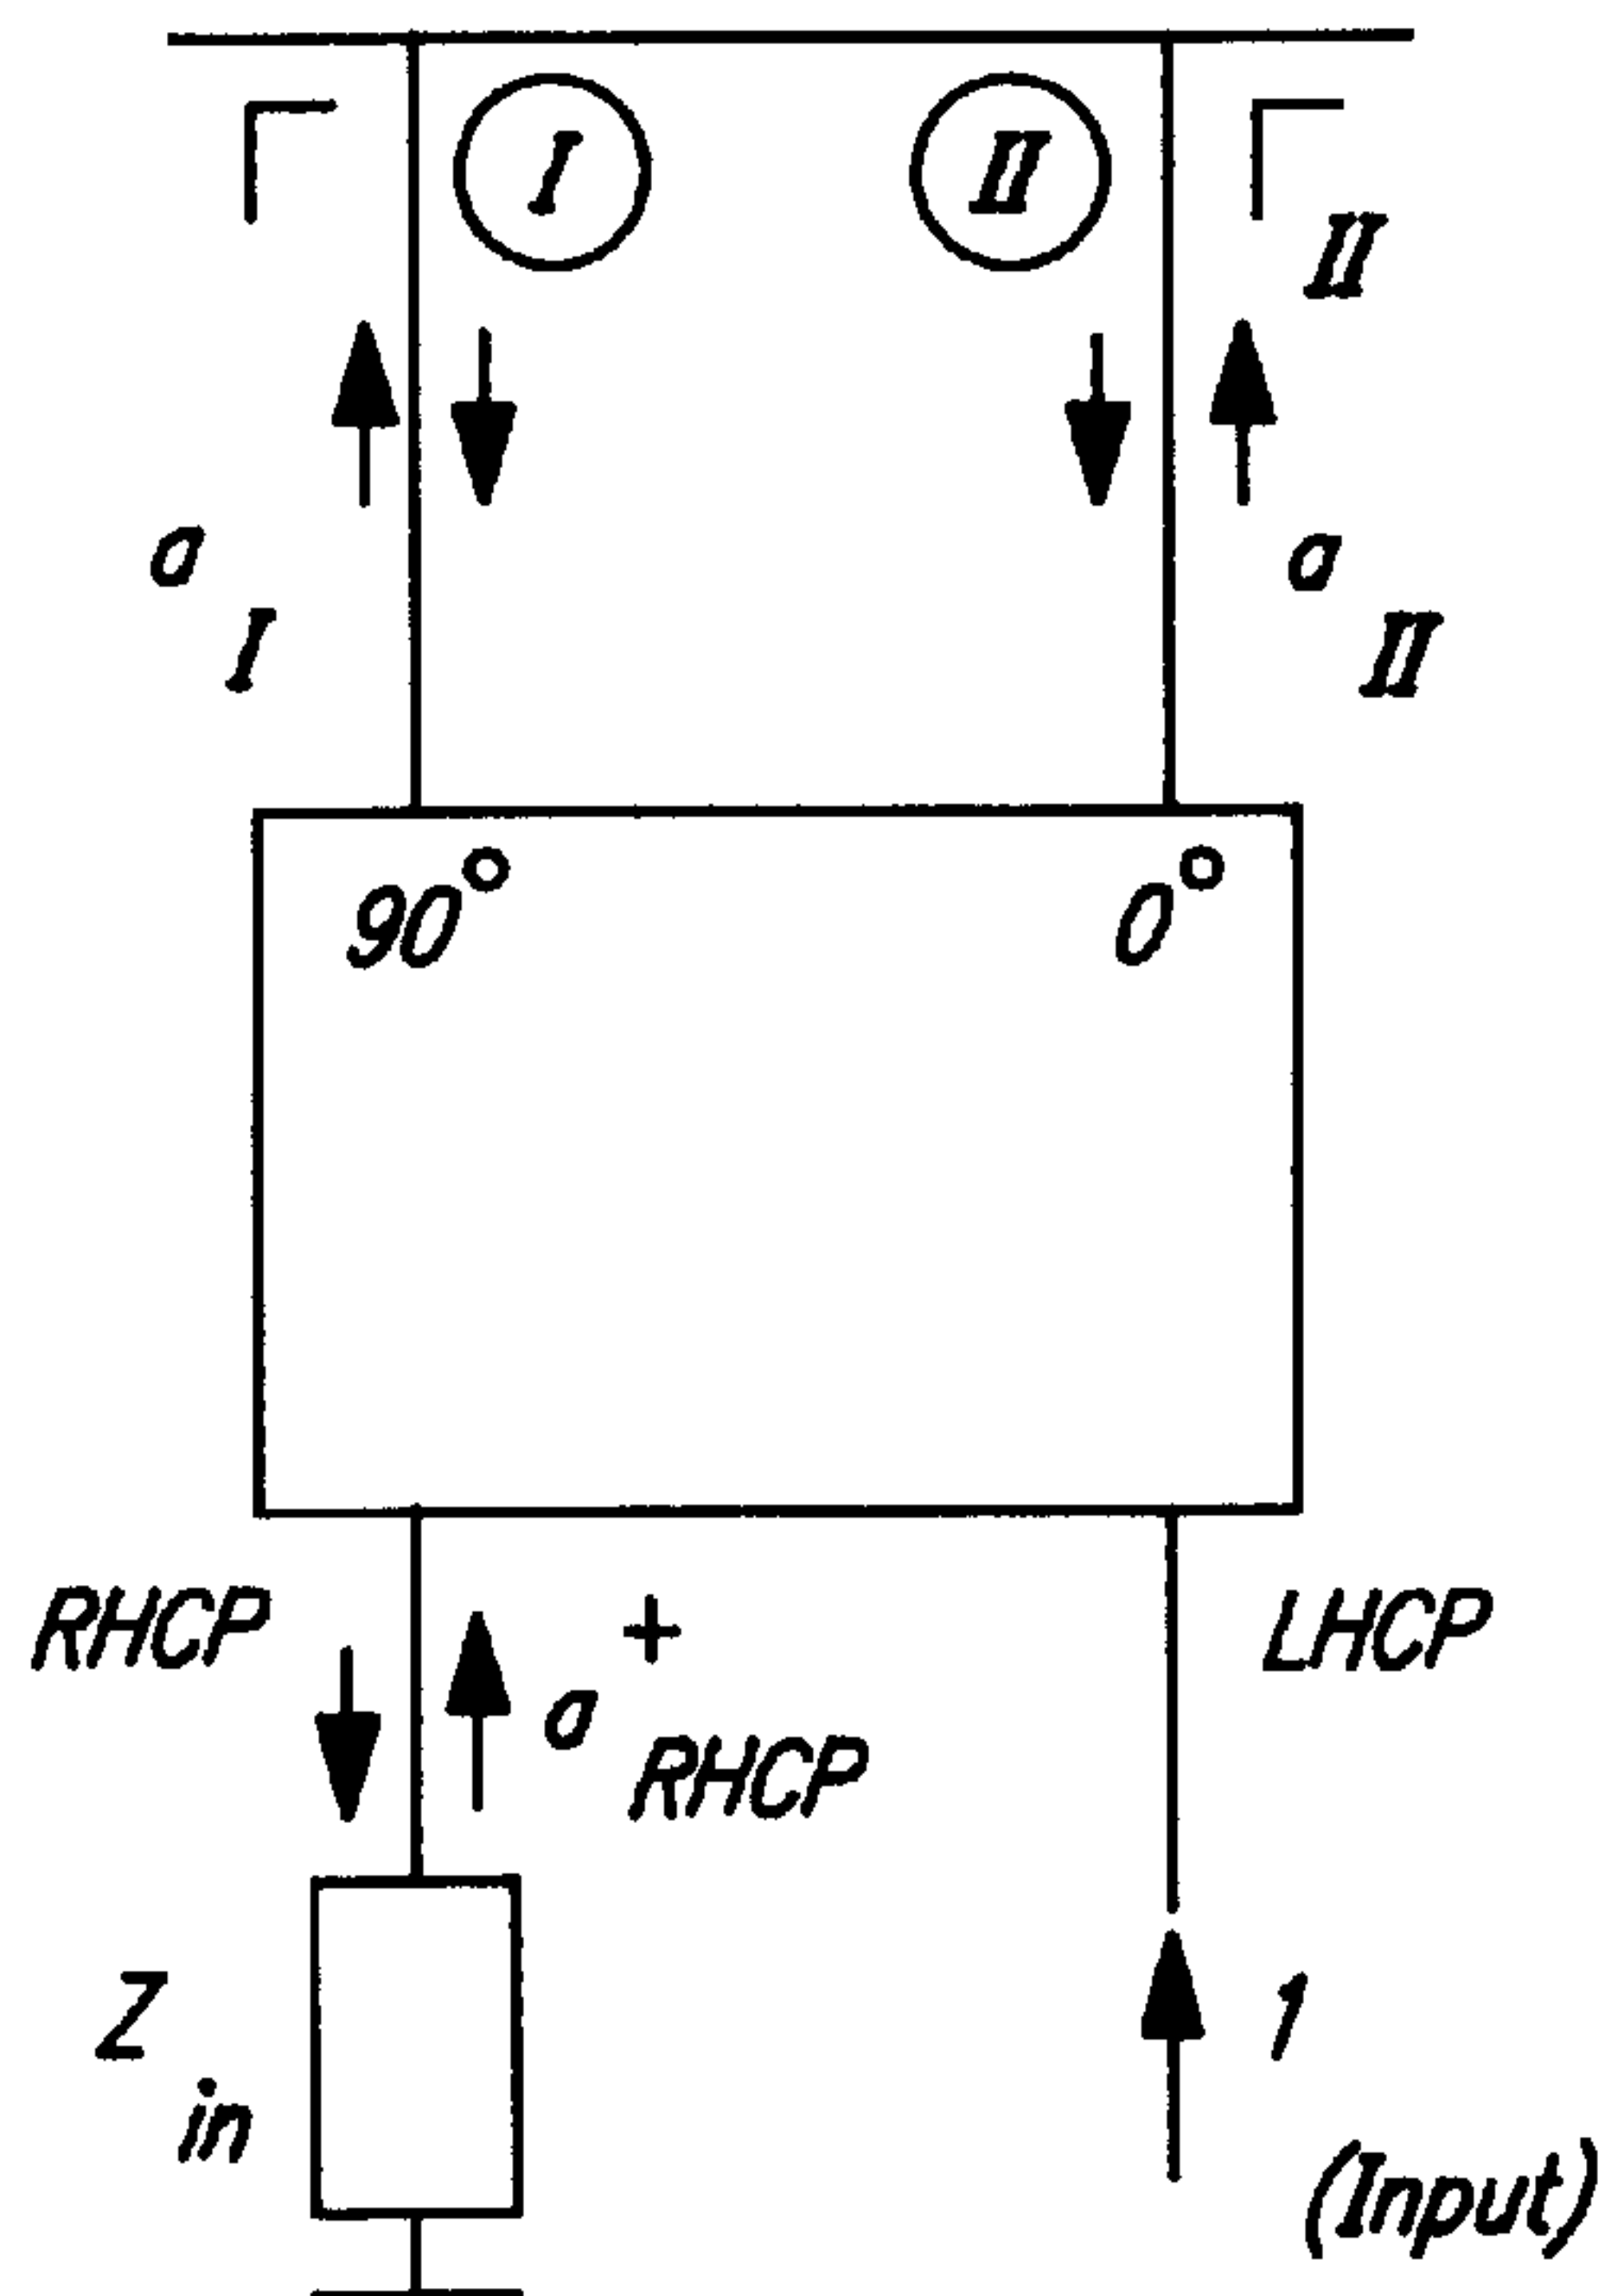 Γ I II Γ
II
a a
I II
90° 0°
RHCP + LHCP
a
RHCP
Z 1
in
(Input)